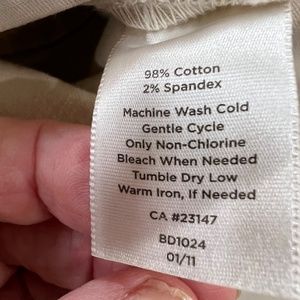 98% Cotton
2% Spandex
Machine Wash Cold
Gentle Cycle
Only Non-Chlorine
Bleach When Needed
Tumble Dry Low
Warm Iron, If Needed
CA #23147
BD1024
01/11